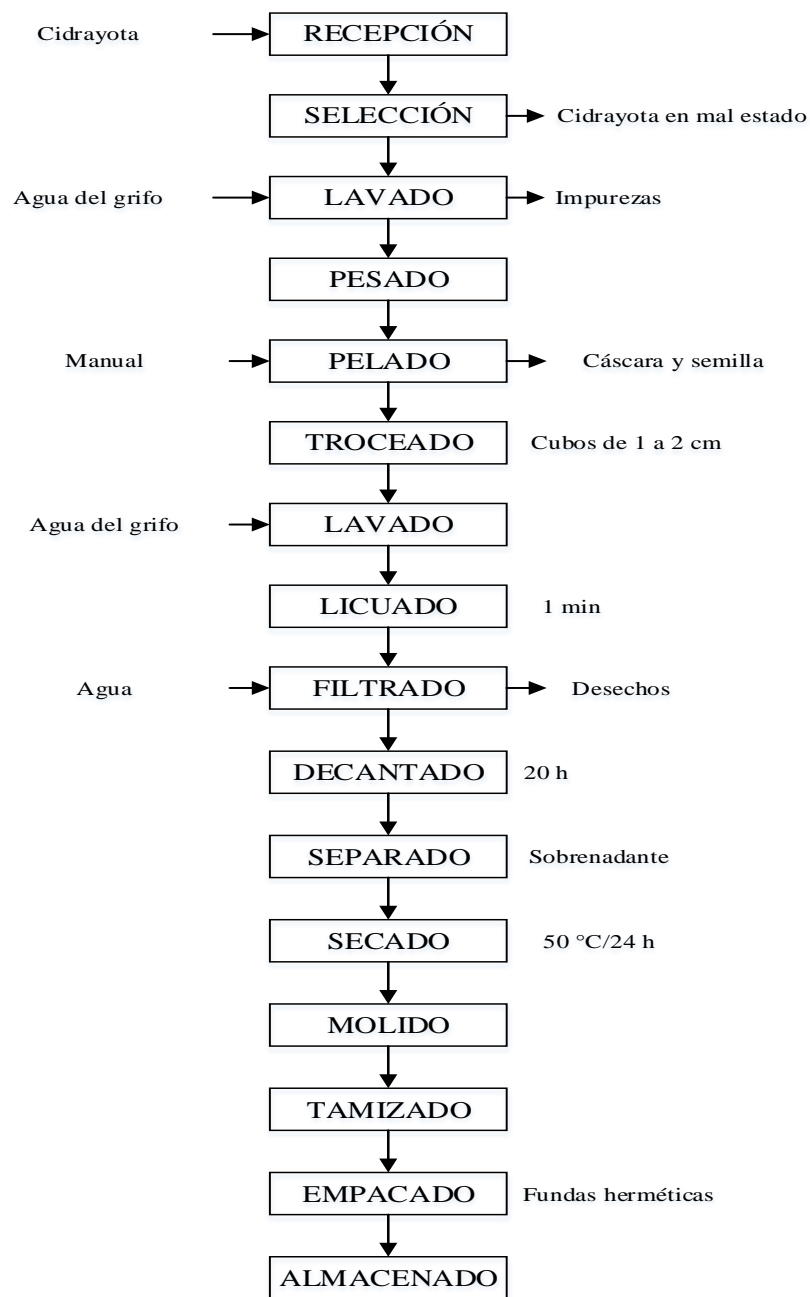 Cidrayota RECEPCIÓN
SELECCIÓN Cidrayota en mal estado
Agua del grifo LAVADO Impurezas
PESADO
Manual PELADO Cáscara y semilla
TROCEADO Cubos de 1 a 2 cm
Agua del grifo LAVADO
LICUADO 1 min
Agua FILTRADO Desechos
DECANTADO 20 h
SEPARADO Sobrenadante
SECADO 50 °C/24 h
MOLIDO
TAMIZADO
EMPACADO Fundas herméticas
ALMACENADO